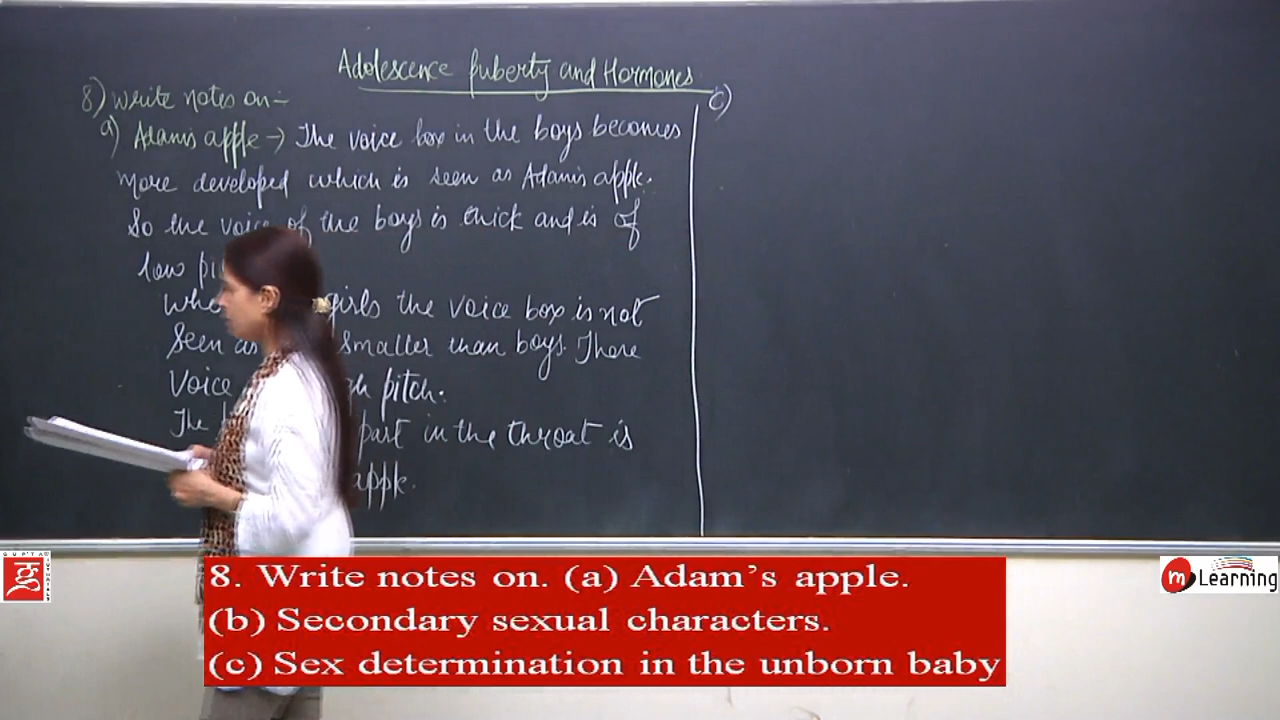 Adolescence puberty and Hormones
8) Write notes on :-
a) Adam's apple → The voice box in the boys becomes
more developed which is seen as Adam's apple.
So the voice of the boys is thick and is of
low
girls the voice box is not
Seen as smaller than boys. There
Voice pitch.
The part in the throat is
apple.
c)
8. Write notes on. (a) Adam's apple.
(b) Secondary sexual characters.
(c) Sex determination in the unborn baby
m Learning